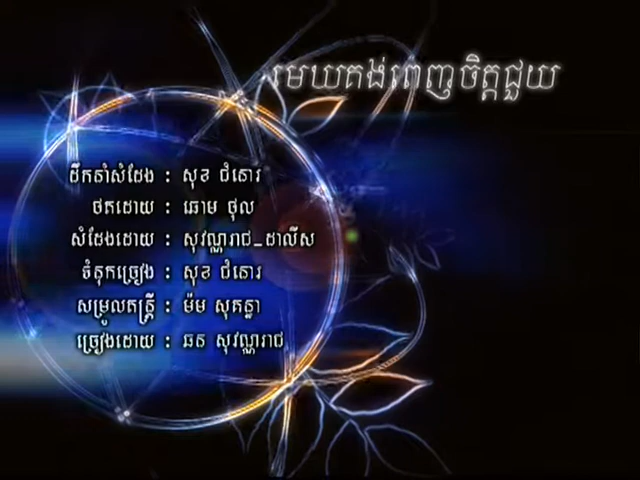 រមេឃគង់ពេញចិត្តជួយ
ដឹកនាំសំដែង : សុខ ជំនោរ
ថតដោយ : ឆោម ថុល
សំដែងដោយ : សុវណ្ណរាជ_ដាលីស
ចំរុកច្រៀង : សុខ ជំនោរ
សម្រួលតន្ត្រី : ម៉ម សុគន្ធា
ច្រៀងដោយ : ឆន សុវណ្ណរាជ